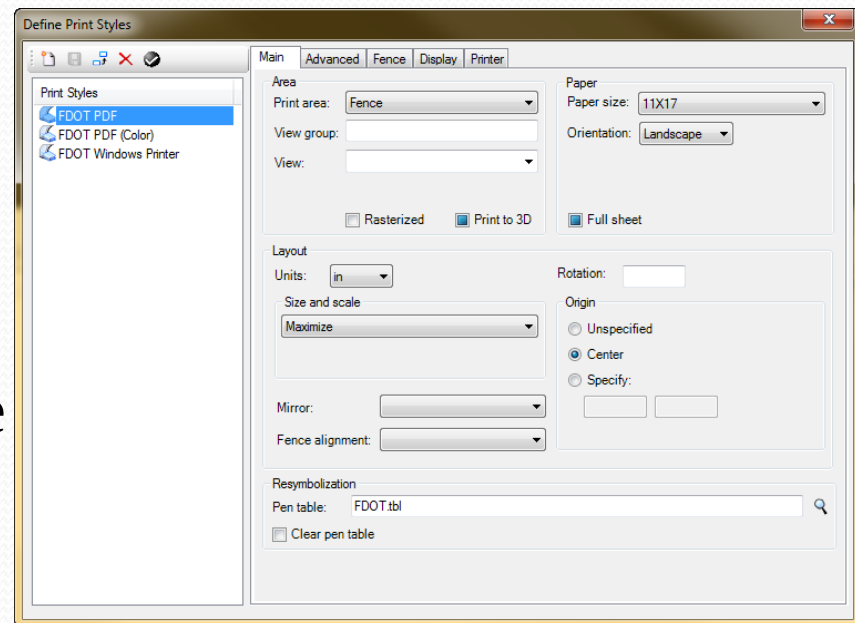 Define Print Styles
Main Advanced Fence Display Printer
Print Styles
FDOT PDF
FDOT PDF (Color)
FDOT Windows Printer
Area
Print area: Fence
View group:
View:
Rasterized Print to 3D
Paper
Paper size: 11X17
Orientation: Landscape
Full sheet
Layout
Units: in
Rotation:
Size and scale
Maximize
Origin
Unspecified
Center
Specify:
Mirror:
Fence alignment:
Resymbolization
Pen table: FDOT.tbl
Clear pen table
e